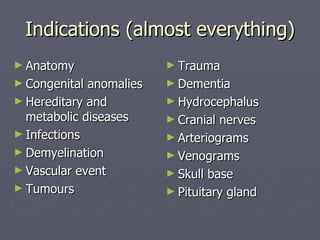 Indications (almost everything)
► Anatomy
► Congenital anomalies
► Hereditary and
metabolic diseases
► Infections
► Demyelination
► Vascular event
► Tumours
► Trauma
► Dementia
► Hydrocephalus
► Cranial nerves
► Arteriograms
► Venograms
► Skull base
► Pituitary gland